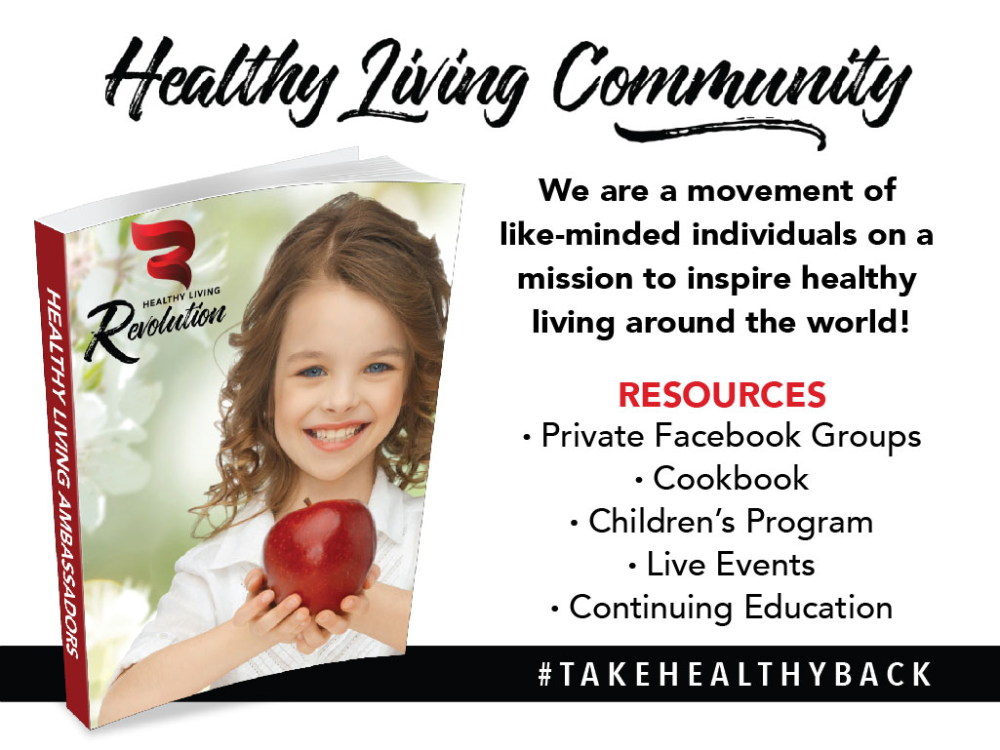 Healthy Living Community
We are a movement of
like-minded individuals on a
mission to inspire healthy
living around the world!
HEALTHY LIVING
Revolution
HEALTHY LIVING AMBASSADORS
RESOURCES
• Private Facebook Groups
• Cookbook
• Children’s Program
• Live Events
• Continuing Education
#TAKEHEALTHYBACK